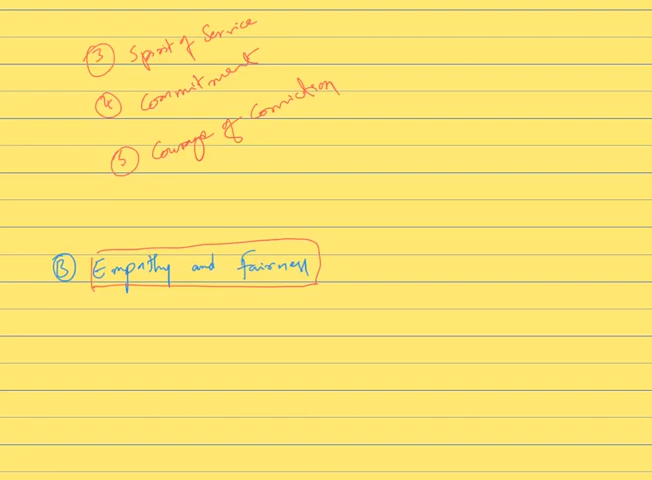 ③ Spirit of Service
④ Commitment
⑤ Courage of Conviction
Ⓑ Empathy and Fairness